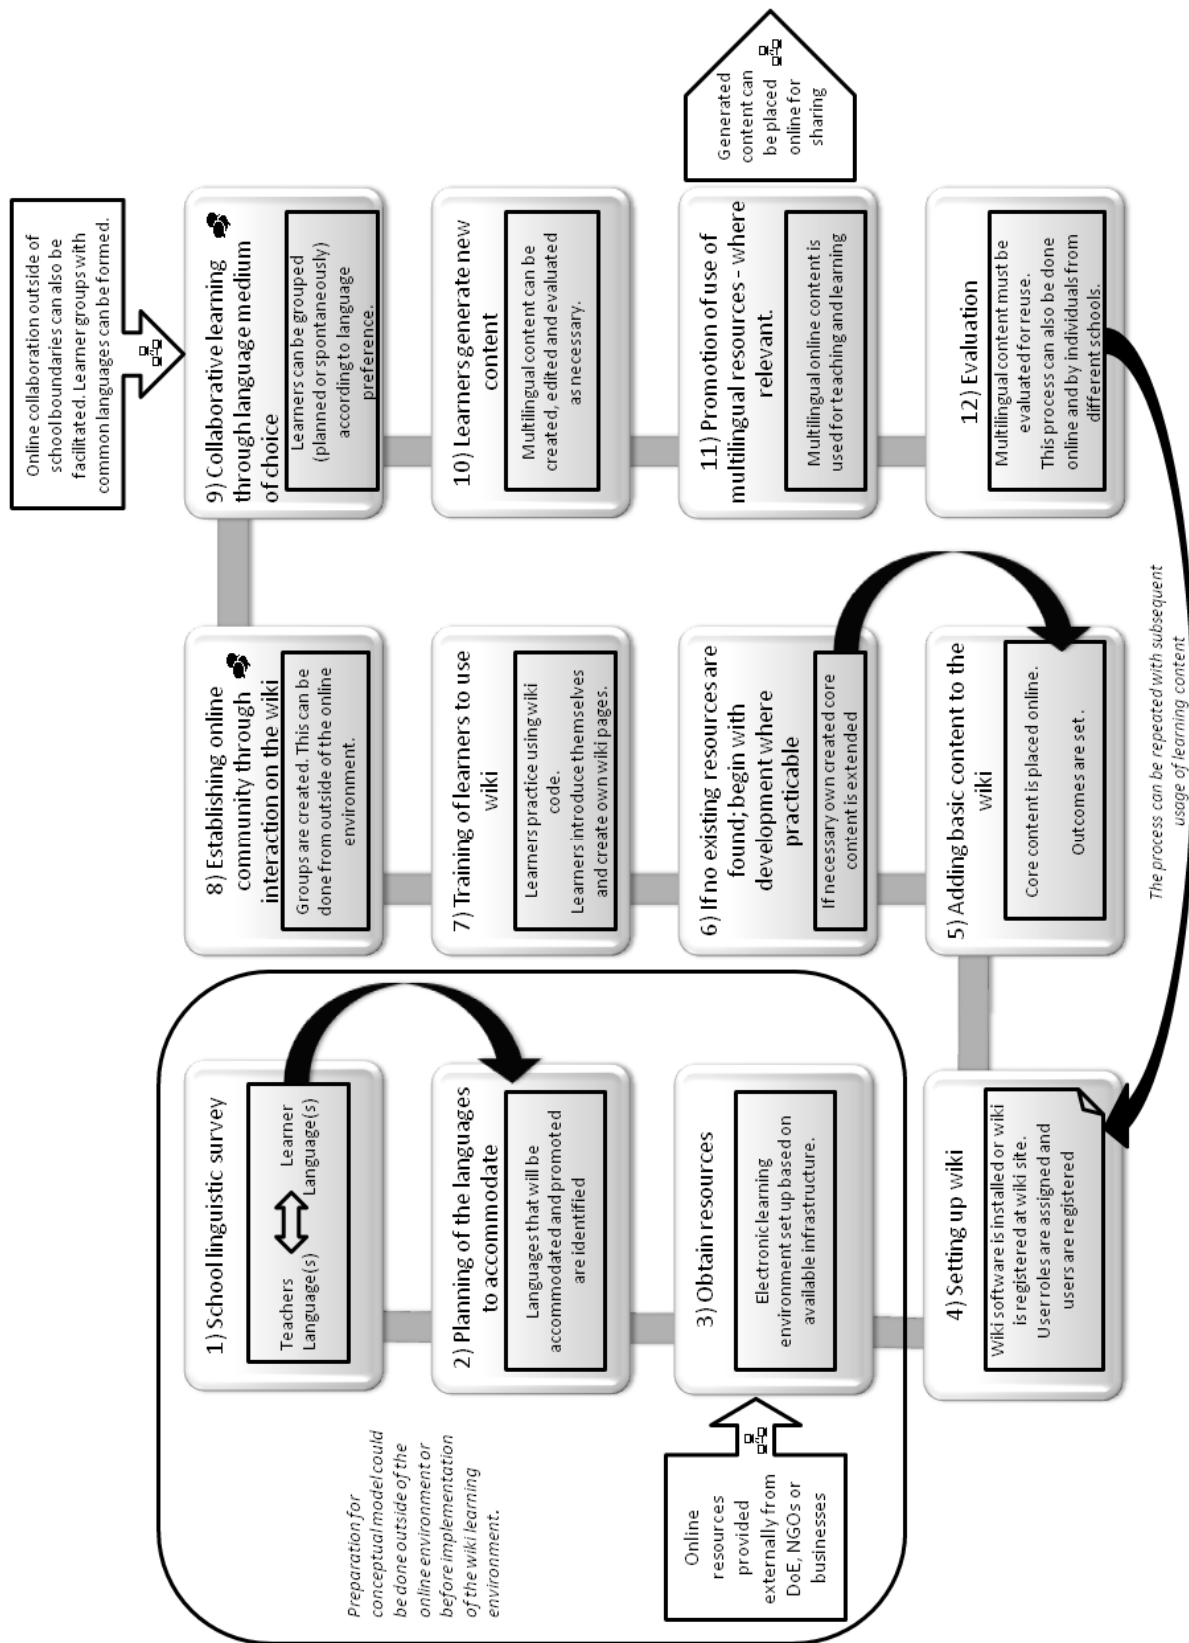 Preparation for
conceptual model could
be done outside of the
online environment or
before implementation
of the wiki learning
environment.
1) School linguistic survey
Teachers
Language(s)
Learner
Language(s)
2) Planning of the languages
to accommodate
Languages that will be
accommodated and promoted
are identified
Online
resources
provided
externally from
DoE, NGOs or
businesses
3) Obtain resources
Electronic learning
environment set up based on
available infrastructure.
4) Setting up wiki
Wiki software is installed or wiki
is registered at wiki site.
User roles are assigned and
users are registered
5) Adding basic content to the
wiki
Core content is placed online.
Outcomes are set .
6) If no existing resources are
found; begin with
development where
practicable
If necessary own created core
content is extended
7) Training of learners to use
wiki
Learners practice using wiki
code.
Learners introduce themselves
and create own wiki pages.
8) Establishing online
community through
interaction on the wiki
Groups are created. This can be
done from outside of the online
environment.
Online collaboration outside of
school boundaries can also be
facilitated. Learner groups with
common languages can be formed.
9) Collaborative learning
through language medium
of choice
Learners can be grouped
(planned or spontaneously)
according to language
preference.
10) Learners generate new
content
Multilingual content can be
created, edited and evaluated
as necessary.
11) Promotion of use of
multilingual resources - where
relevant.
Multilingual online content is
used for teaching and learning
Generated
content can
be placed
online for
sharing
12) Evaluation
Multilingual content must be
evaluated for reuse.
This process can also be done
online and by individuals from
different schools.
The process can be repeated with subsequent
usage of learning content